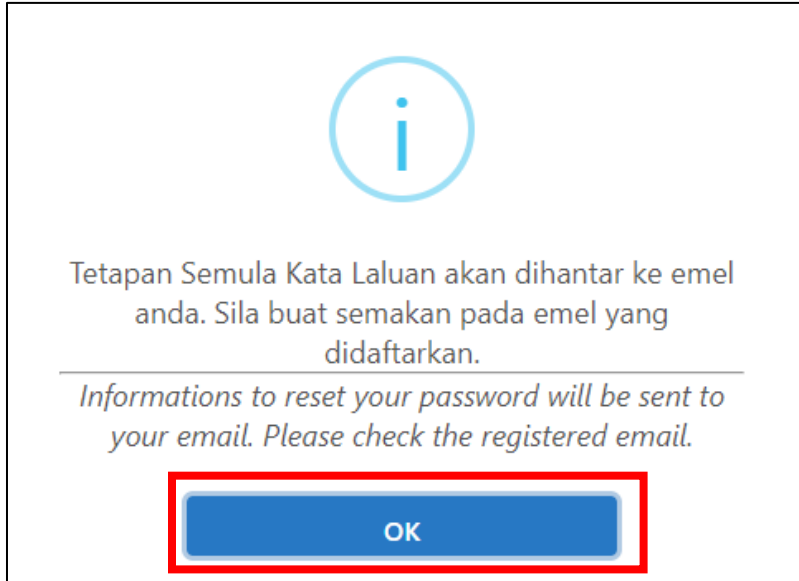 Tetapan Semula Kata Laluan akan dihantar ke emel
anda. Sila buat semakan pada emel yang
didaftarkan.
Informations to reset your password will be sent to
your email. Please check the registered email.
OK